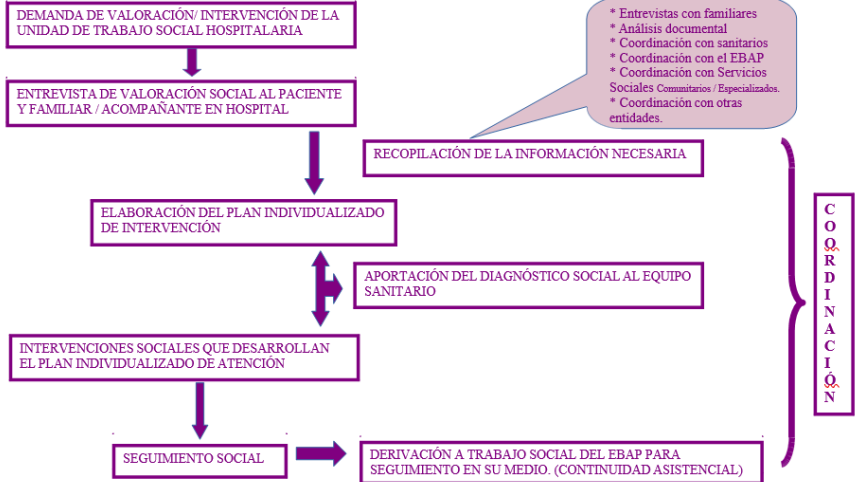 DEMANDA DE VALORACIÓN/ INTERVENCIÓN DE LA
UNIDAD DE TRABAJO SOCIAL HOSPITALARIA
* Entrevistas con familiares
* Análisis documental
* Coordinación con sanitarios
* Coordinación con el EBAP
* Coordinación con Servicios
Sociales Comunitarios / Especializados.
* Coordinación con otras
entidades.
ENTREVISTA DE VALORACIÓN SOCIAL AL PACIENTE
Y FAMILIAR / ACOMPAÑANTE EN HOSPITAL
RECOPILACIÓN DE LA INFORMACIÓN NECESARIA
ELABORACIÓN DEL PLAN INDIVIDUALIZADO
DE INTERVENCIÓN
APORTACIÓN DEL DIAGNÓSTICO SOCIAL AL EQUIPO
SANITARIO
INTERVENCIONES SOCIALES QUE DESARROLLAN
EL PLAN INDIVIDUALIZADO DE ATENCIÓN
SEGUIMIENTO SOCIAL
DERIVACIÓN A TRABAJO SOCIAL DEL EBAP PARA
SEGUIMIENTO EN SU MEDIO. (CONTINUIDAD ASISTENCIAL)
C
O
O
R
D
I
N
A
C
I
Ó
N